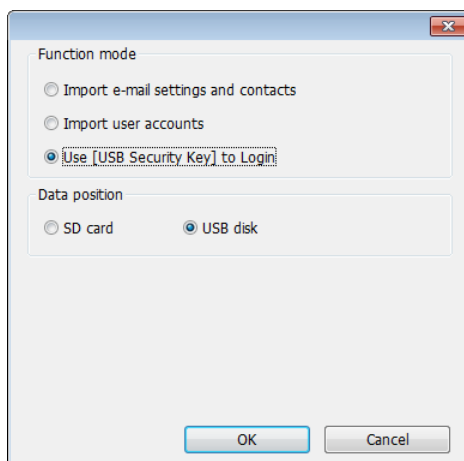 Function mode
Import e-mail settings and contacts
Import user accounts
Use [USB Security Key] to Login
Data position
SD card USB disk
OK Cancel